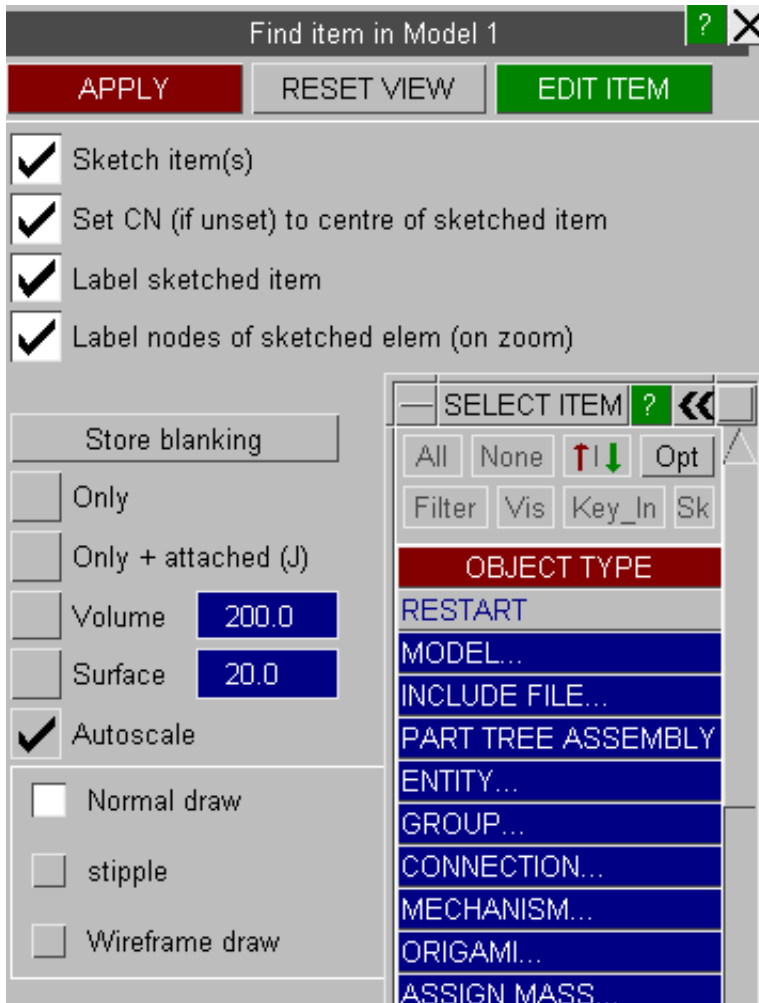 Find item in Model 1 ?
APPLY RESET VIEW EDIT ITEM
Sketch item(s)
Set CN (if unset) to centre of sketched item
Label sketched item
Label nodes of sketched elem (on zoom)
Store blanking
Only
Only + attached (J)
Volume 200.0
Surface 20.0
Autoscale
Normal draw
stipple
Wireframe draw
SELECT ITEM ?
All None Opt
Filter Vis Key_In Sk
OBJECT TYPE
RESTART
MODEL...
INCLUDE FILE...
PART TREE ASSEMBLY
ENTITY...
GROUP...
CONNECTION...
MECHANISM...
ORIGAMI...
ASSIGN MASS...